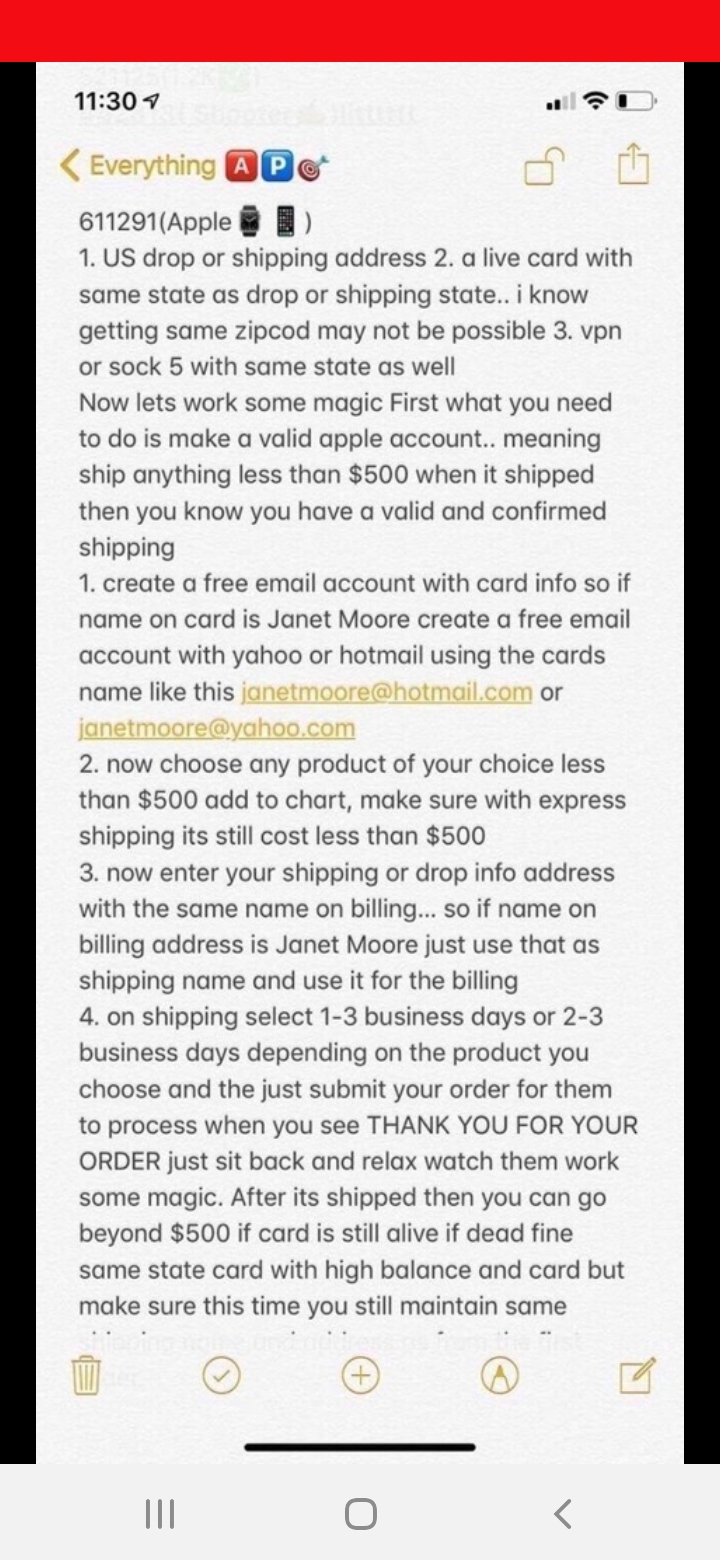 11:30
Everything 🅰️🅿️🎯
611291(Apple ⌚ 📱 )
1. US drop or shipping address 2. a live card with
same state as drop or shipping state.. i know
getting same zipcod may not be possible 3. vpn
or sock 5 with same state as well
Now lets work some magic First what you need
to do is make a valid apple account.. meaning
ship anything less than $500 when it shipped
then you know you have a valid and confirmed
shipping
1. create a free email account with card info so if
name on card is Janet Moore create a free email
account with yahoo or hotmail using the cards
name like this janetmoore@hotmail.com or
janetmoore@yahoo.com
2. now choose any product of your choice less
than $500 add to chart, make sure with express
shipping its still cost less than $500
3. now enter your shipping or drop info address
with the same name on billing... so if name on
billing address is Janet Moore just use that as
shipping name and use it for the billing
4. on shipping select 1-3 business days or 2-3
business days depending on the product you
choose and the just submit your order for them
to process when you see THANK YOU FOR YOUR
ORDER just sit back and relax watch them work
some magic. After its shipped then you can go
beyond $500 if card is still alive if dead fine
same state card with high balance and card but
make sure this time you still maintain same
shipping name and address as from the first